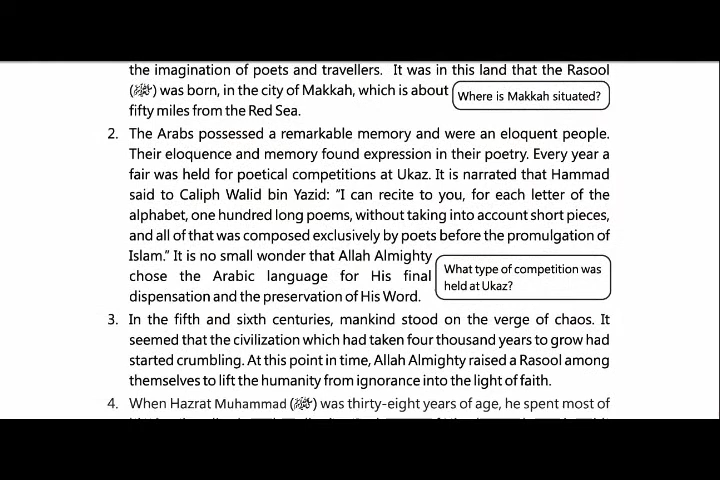 the imagination of poets and travellers. It was in this land that the Rasool
(ﷺ) was born, in the city of Makkah, which is about
fifty miles from the Red Sea.
Where is Makkah situated?
2. The Arabs possessed a remarkable memory and were an eloquent people.
Their eloquence and memory found expression in their poetry. Every year a
fair was held for poetical competitions at Ukaz. It is narrated that Hammad
said to Caliph Walid bin Yazid: "I can recite to you, for each letter of the
alphabet, one hundred long poems, without taking into account short pieces,
and all of that was composed exclusively by poets before the promulgation of
Islam." It is no small wonder that Allah Almighty
chose the Arabic language for His final
dispensation and the preservation of His Word.
What type of competition was
held at Ukaz?
3. In the fifth and sixth centuries, mankind stood on the verge of chaos. It
seemed that the civilization which had taken four thousand years to grow had
started crumbling. At this point in time, Allah Almighty raised a Rasool among
themselves to lift the humanity from ignorance into the light of faith.
4. When Hazrat Muhammad (ﷺ) was thirty-eight years of age, he spent most of